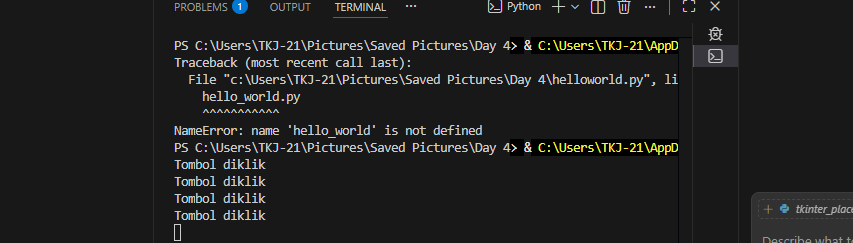 PROBLEMS 1 OUTPUT TERMINAL ... Python
PS C:\Users\TKJ-21\Pictures\Saved Pictures\Day 4> & C:\Users\TKJ-21\AppD
Traceback (most recent call last):
File "c:\Users\TKJ-21\Pictures\Saved Pictures\Day 4\helloworld.py", li
hello_world.py
^^^^^^^^^^^
NameError: name 'hello_world' is not defined
PS C:\Users\TKJ-21\Pictures\Saved Pictures\Day 4> & C:\Users\TKJ-21\AppD
Tombol diklik
Tombol diklik
Tombol diklik
Tombol diklik
+ tkinter_place
Describe what t